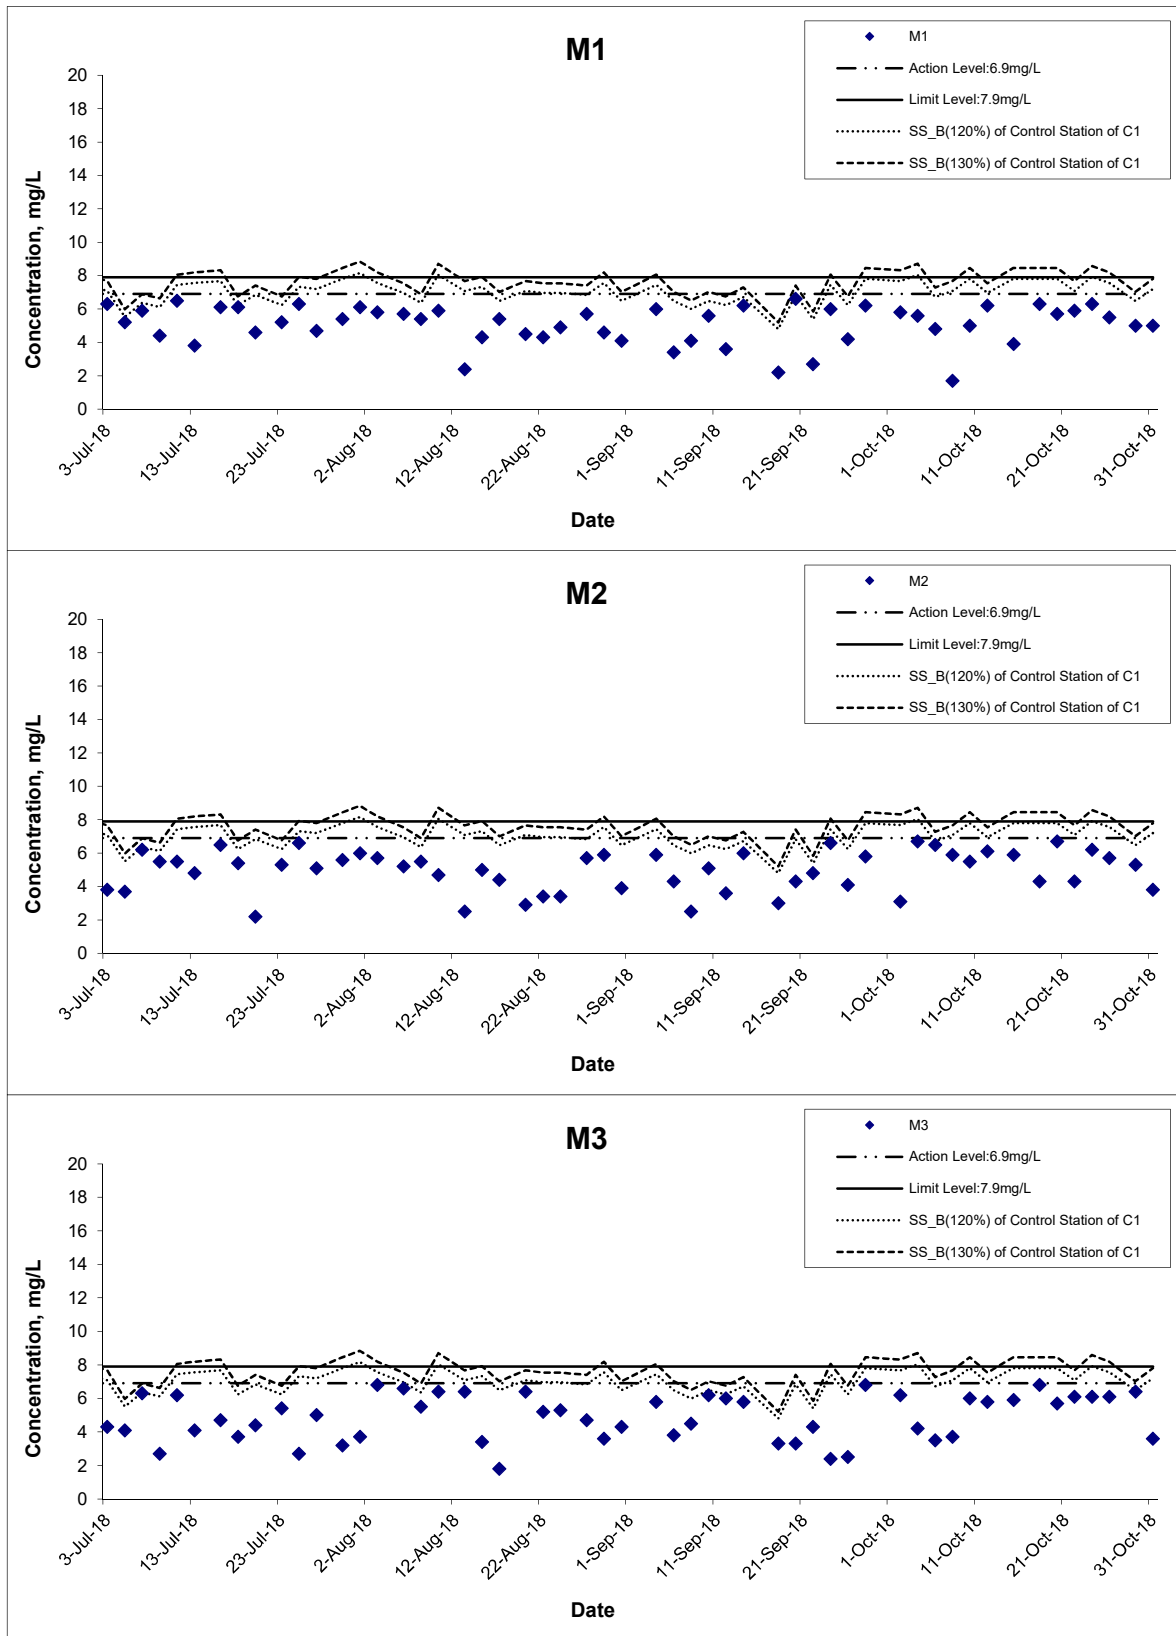 M1
M1
Action Level:6.9mg/L
Limit Level:7.9mg/L
SS_B(120%) of Control Station of C1
SS_B(130%) of Control Station of C1
Concentration, mg/L
20
18
16
14
12
10
8
6
4
2
0
3-Jul-18
13-Jul-18
23-Jul-18
2-Aug-18
12-Aug-18
22-Aug-18
1-Sep-18
11-Sep-18
21-Sep-18
1-Oct-18
11-Oct-18
21-Oct-18
31-Oct-18
Date
M2
M2
Action Level:6.9mg/L
Limit Level:7.9mg/L
SS_B(120%) of Control Station of C1
SS_B(130%) of Control Station of C1
Concentration, mg/L
20
18
16
14
12
10
8
6
4
2
0
3-Jul-18
13-Jul-18
23-Jul-18
2-Aug-18
12-Aug-18
22-Aug-18
1-Sep-18
11-Sep-18
21-Sep-18
1-Oct-18
11-Oct-18
21-Oct-18
31-Oct-18
Date
M3
M3
Action Level:6.9mg/L
Limit Level:7.9mg/L
SS_B(120%) of Control Station of C1
SS_B(130%) of Control Station of C1
Concentration, mg/L
20
18
16
14
12
10
8
6
4
2
0
3-Jul-18
13-Jul-18
23-Jul-18
2-Aug-18
12-Aug-18
22-Aug-18
1-Sep-18
11-Sep-18
21-Sep-18
1-Oct-18
11-Oct-18
21-Oct-18
31-Oct-18
Date